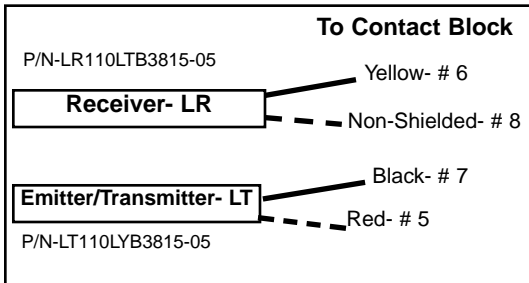 To Contact Block
P/N-LR110LTB3815-05
Yellow- # 6
Receiver- LR
Non-Shielded- # 8
Black- # 7
Emitter/Transmitter- LT
Red- # 5
P/N-LT110LYB3815-05